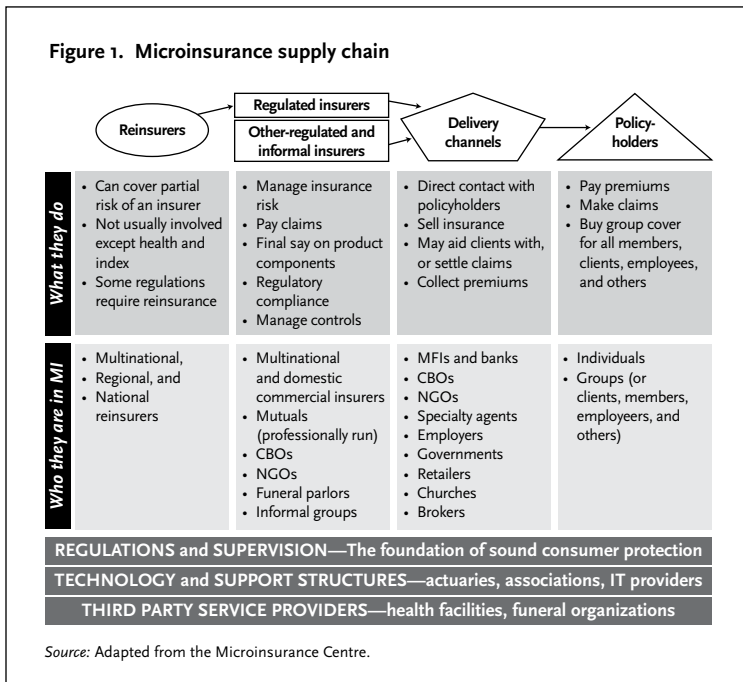 Figure 1. Microinsurance supply chain
Reinsurers
Regulated insurers
Other-regulated and
informal insurers
Delivery
channels
Policy-
holders
What they do
• Can cover partial
risk of an insurer
• Not usually involved
except health and
index
• Some regulations
require reinsurance
• Manage insurance
risk
• Pay claims
• Final say on product
components
• Regulatory
compliance
• Manage controls
• Direct contact with
policyholders
• Sell insurance
• May aid clients with,
or settle claims
• Collect premiums
• Pay premiums
• Make claims
• Buy group cover
for all members,
clients, employees,
and others
Who they are in MI
• Multinational,
• Regional, and
• National
reinsurers
• Multinational
and domestic
commercial insurers
• Mutuals
(professionally run)
• CBOs
• NGOs
• Funeral parlors
• Informal groups
• MFIs and banks
• CBOs
• NGOs
• Specialty agents
• Employers
• Governments
• Retailers
• Churches
• Brokers
• Individuals
• Groups (or
clients, members,
employeers, and
others)
REGULATIONS and SUPERVISION—The foundation of sound consumer protection
TECHNOLOGY and SUPPORT STRUCTURES—actuaries, associations, IT providers
THIRD PARTY SERVICE PROVIDERS—health facilities, funeral organizations
Source: Adapted from the Microinsurance Centre.